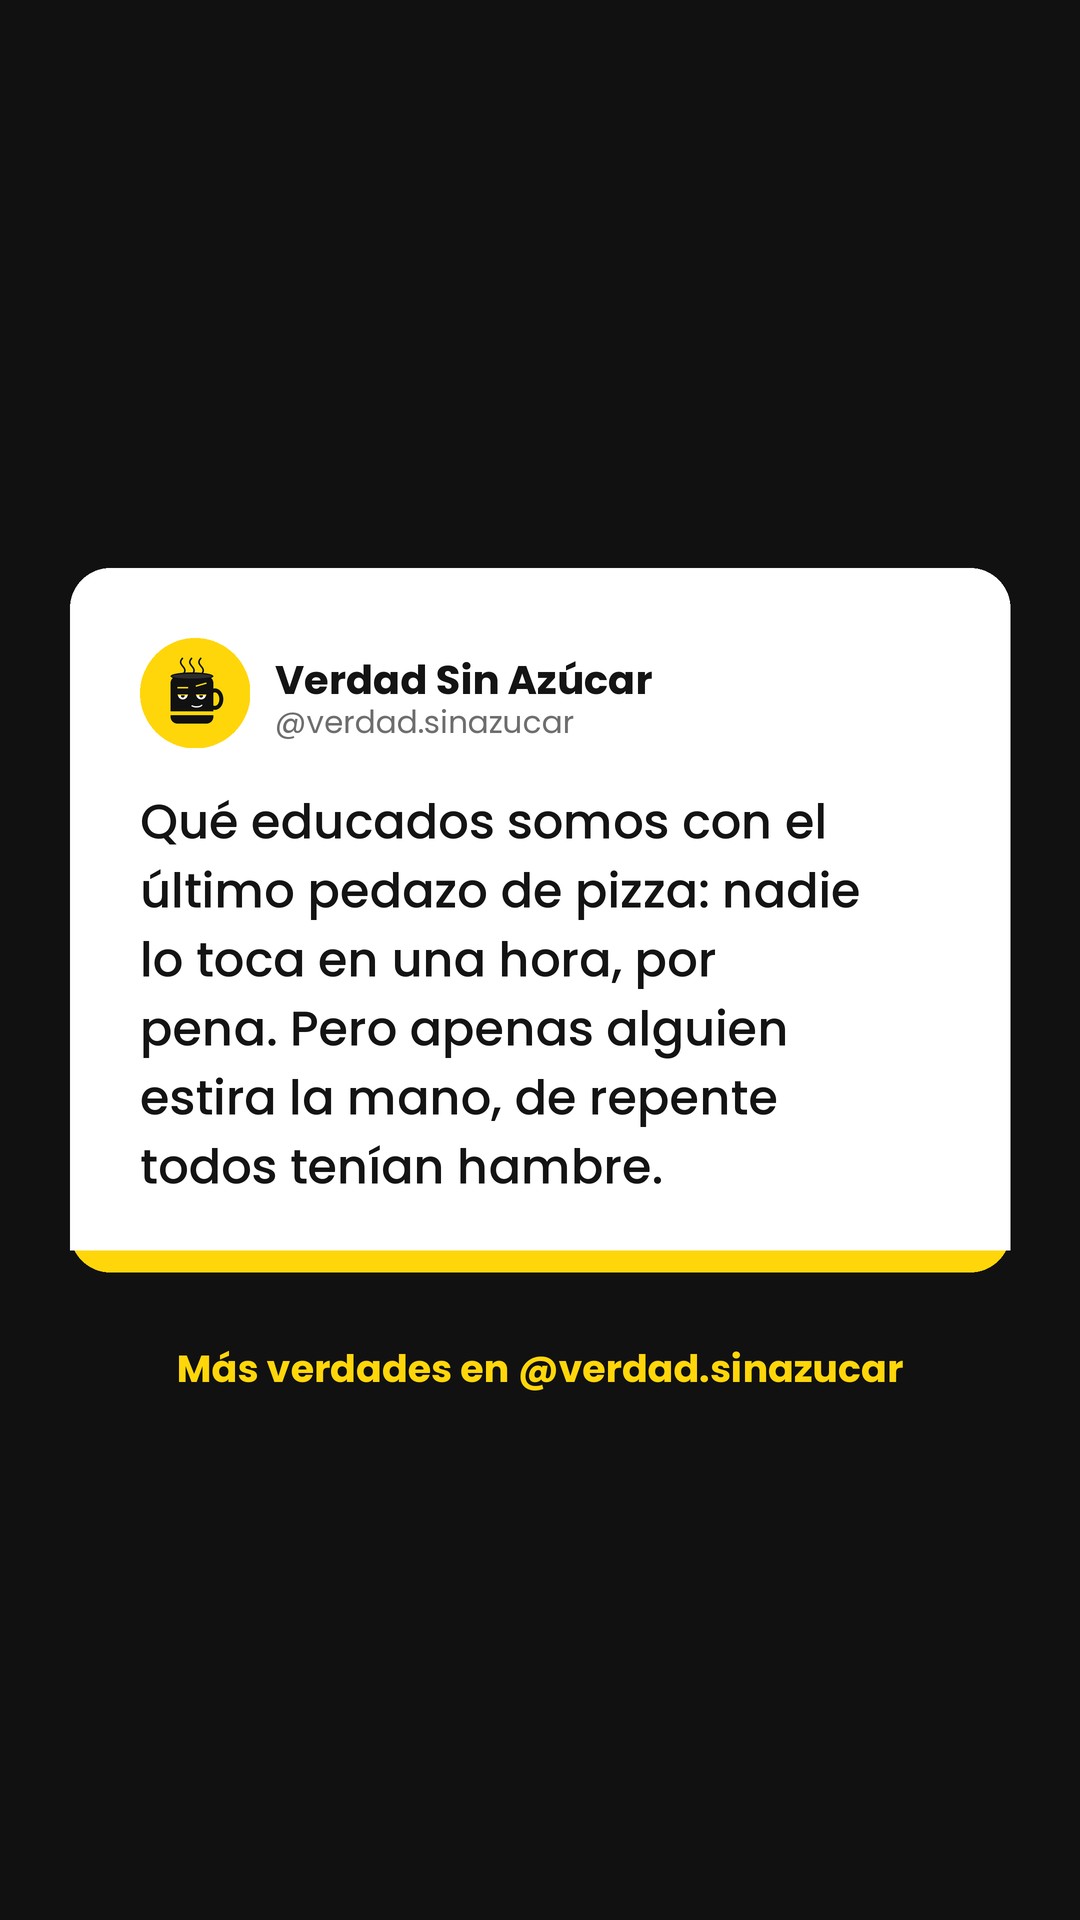 Verdad Sin Azúcar
@verdad.sinazucar
Qué educados somos con el
último pedazo de pizza: nadie
lo toca en una hora, por
pena. Pero apenas alguien
estira la mano, de repente
todos tenían hambre.
Más verdades en @verdad.sinazucar